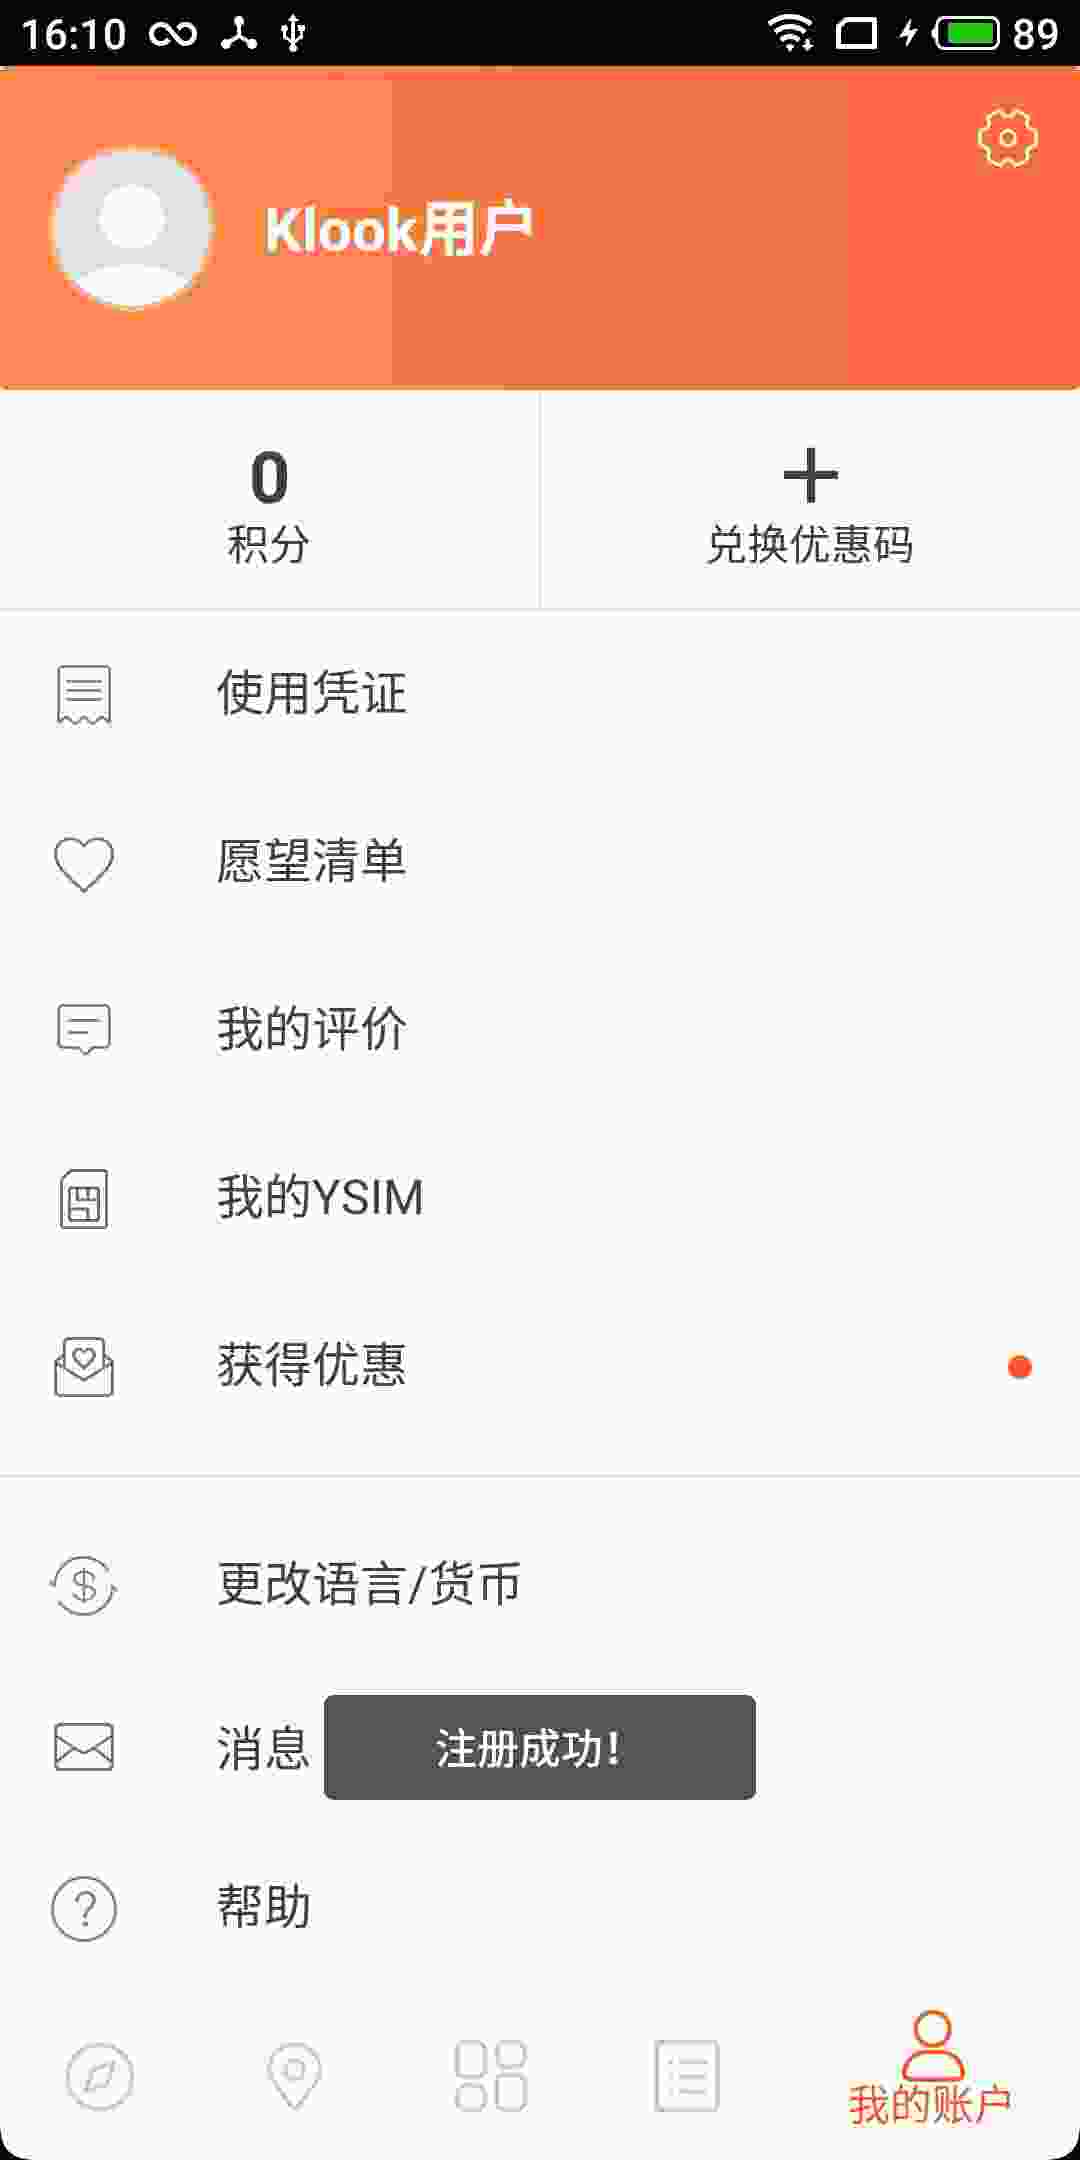 16:10
89
Klook用户
0
积分
兑换优惠码
使用凭证
愿望清单
我的评价
我的YSIM
获得优惠
更改语言/货币
消息
注册成功!
帮助
我的账户